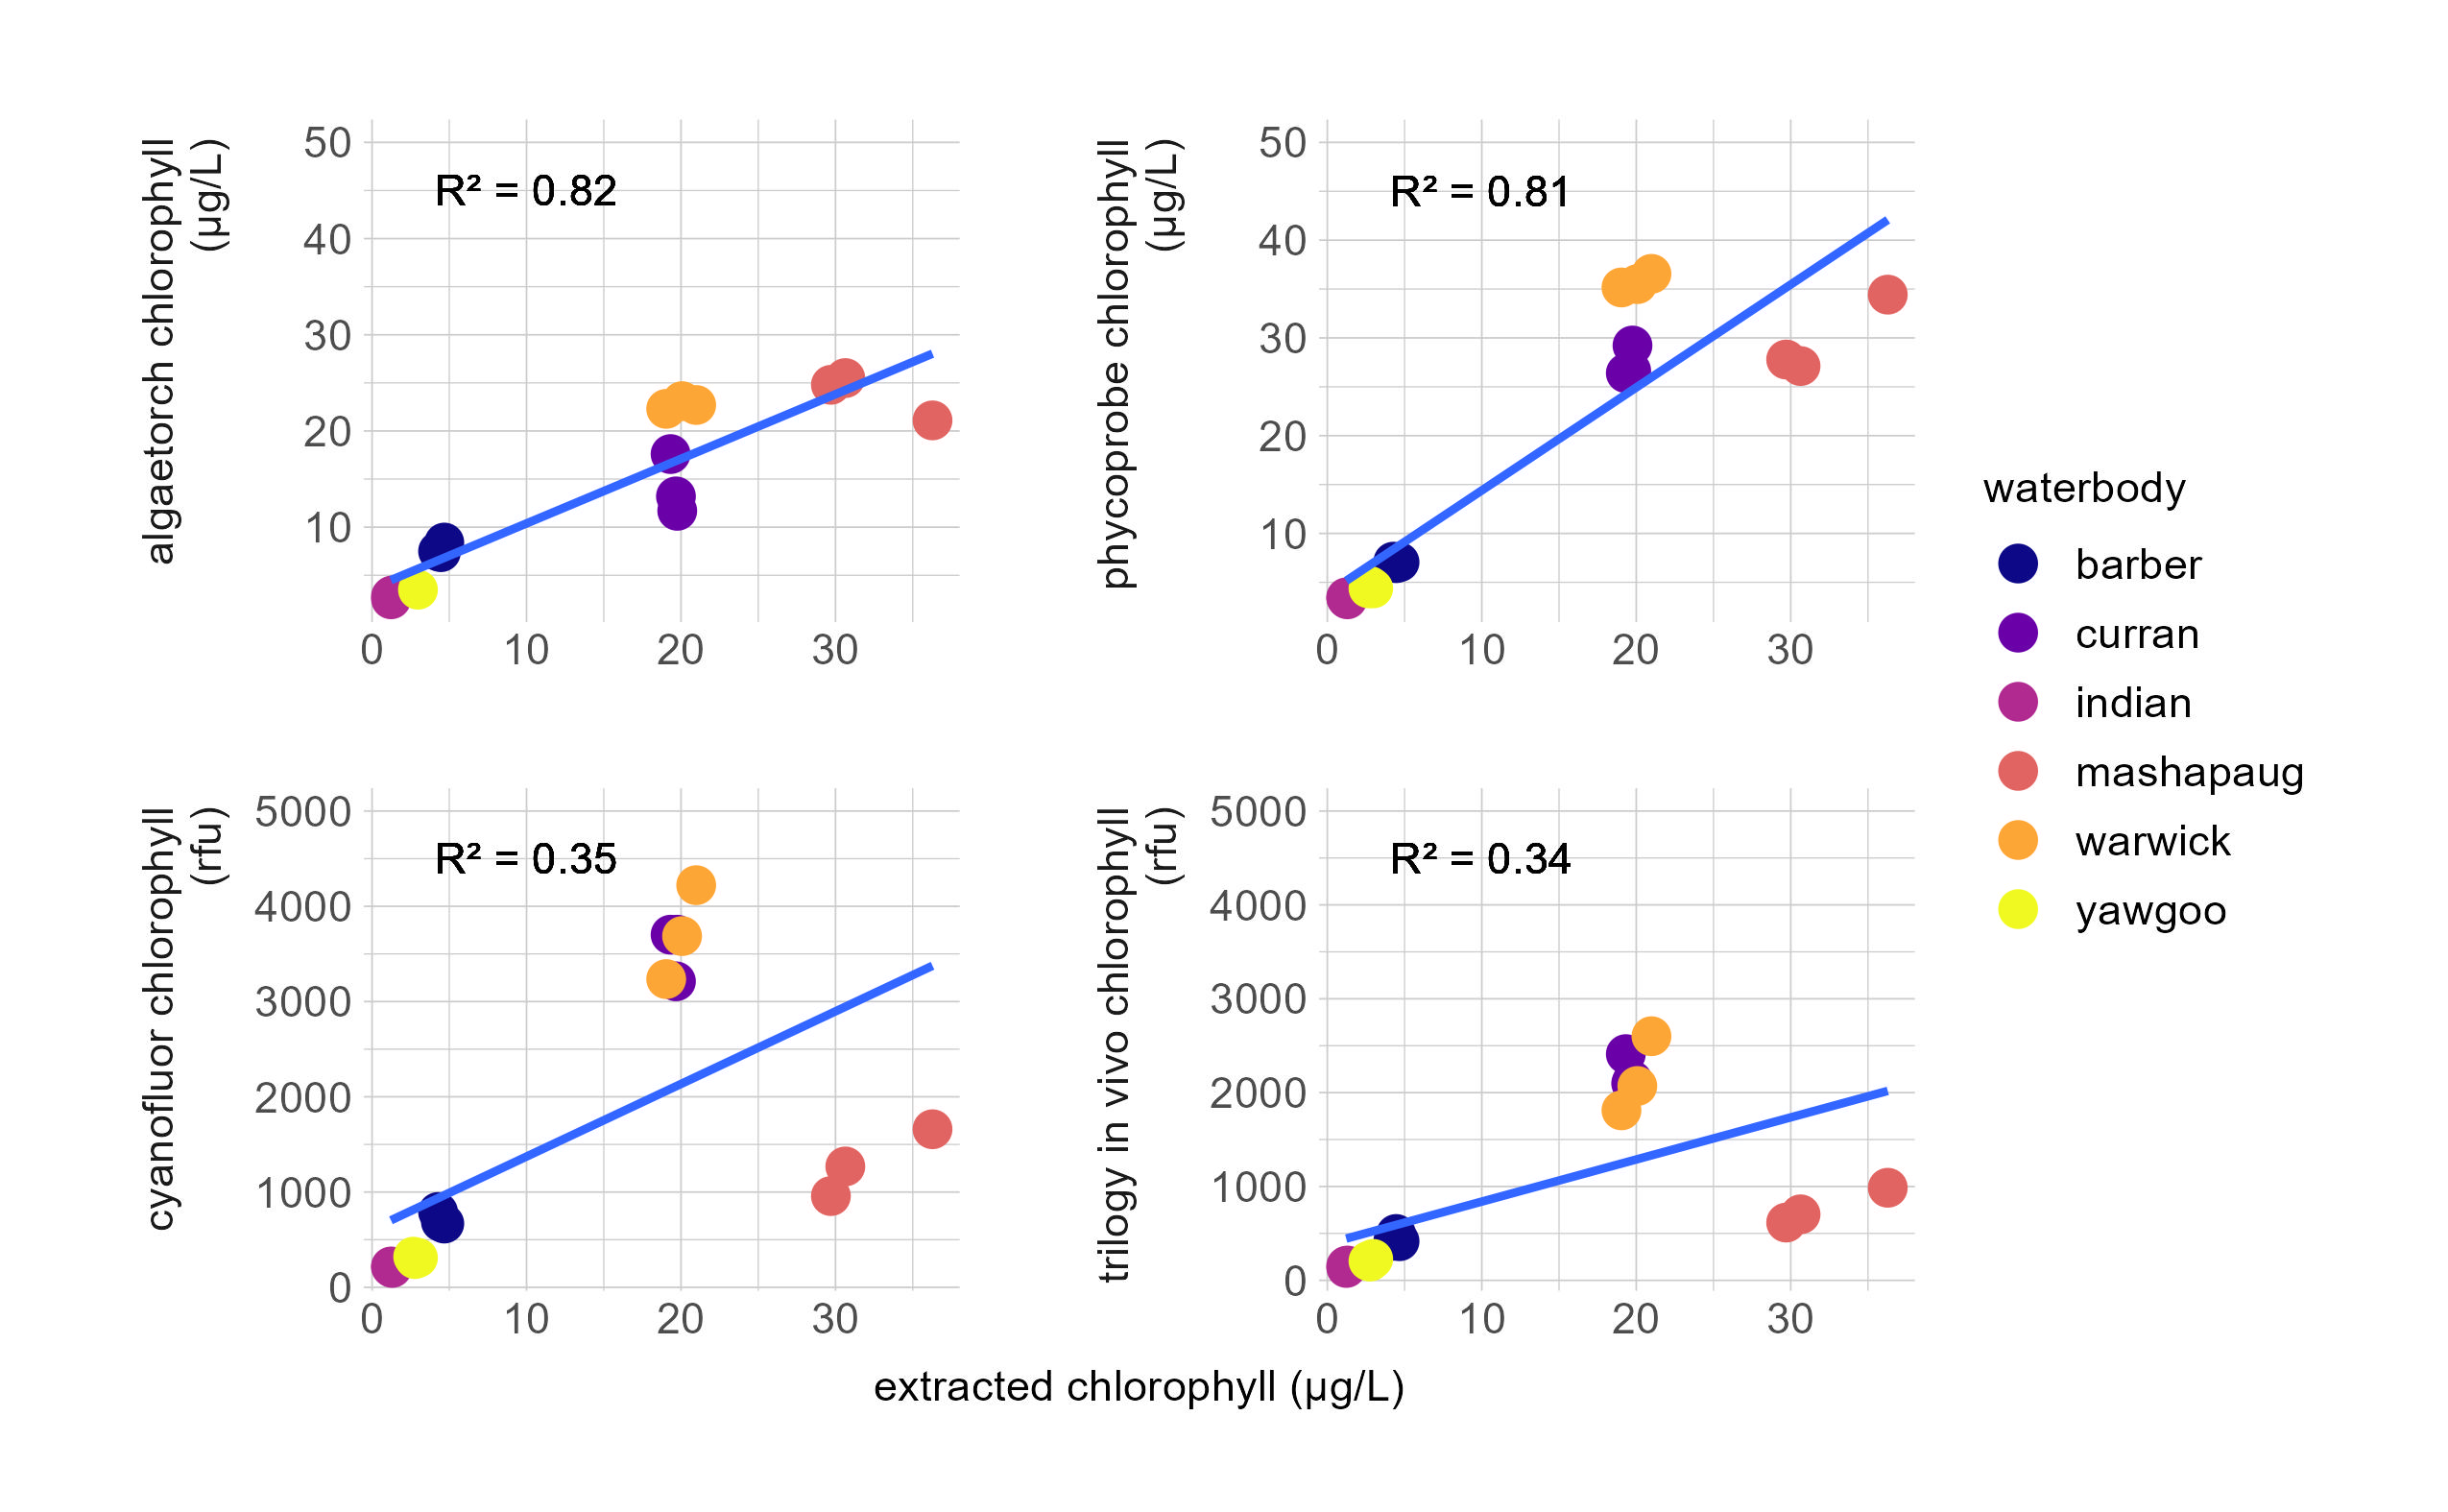 algaetorch chlorophyll
(µg/L)
50
40
30
20
10
R² = 0.82
0 10 20 30
phycoprobe chlorophyll
(µg/L)
50
40
30
20
10
R² = 0.81
0 10 20 30
cyanofluor chlorophyll
(rfu)
5000
4000
3000
2000
1000
0
R² = 0.35
0 10 20 30
trilogy in vivo chlorophyll
(rfu)
5000
4000
3000
2000
1000
0
R² = 0.34
0 10 20 30
extracted chlorophyll (µg/L)
waterbody
barber
curran
indian
mashapaug
warwick
yawgoo